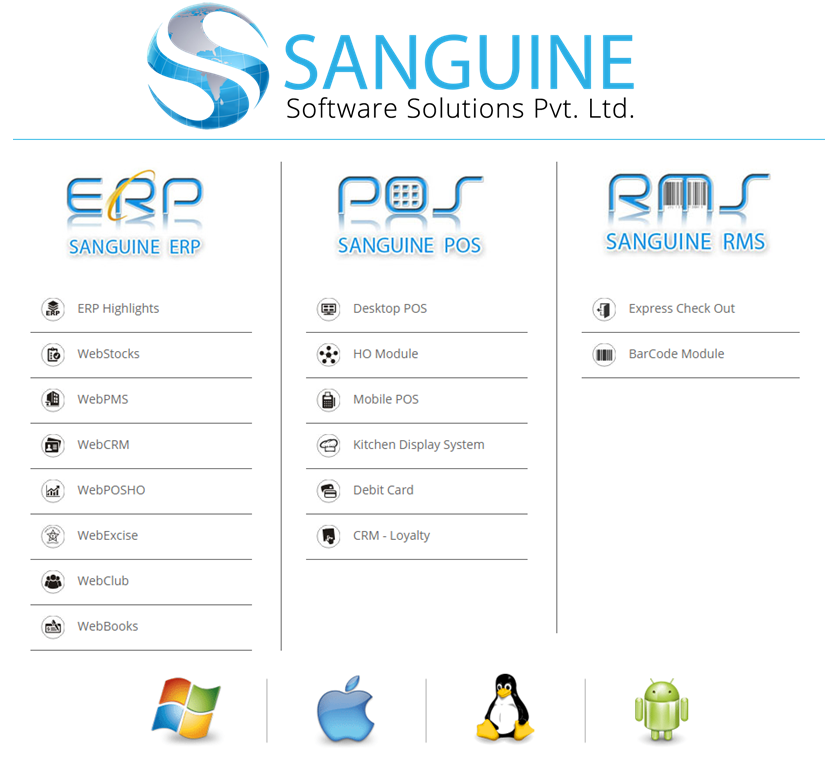 SANGUINE
Software Solutions Pvt. Ltd.
ERP
SANGUINE ERP
ERP Highlights
ERP
WebStocks
WebPMS
WebCRM
WebPOSHO
WebExcise
WebClub
WebBooks
POS
SANGUINE POS
Desktop POS
HO Module
Mobile POS
Kitchen Display System
Debit Card
CRM - Loyalty
RMS
SANGUINE RMS
Express Check Out
BarCode Module